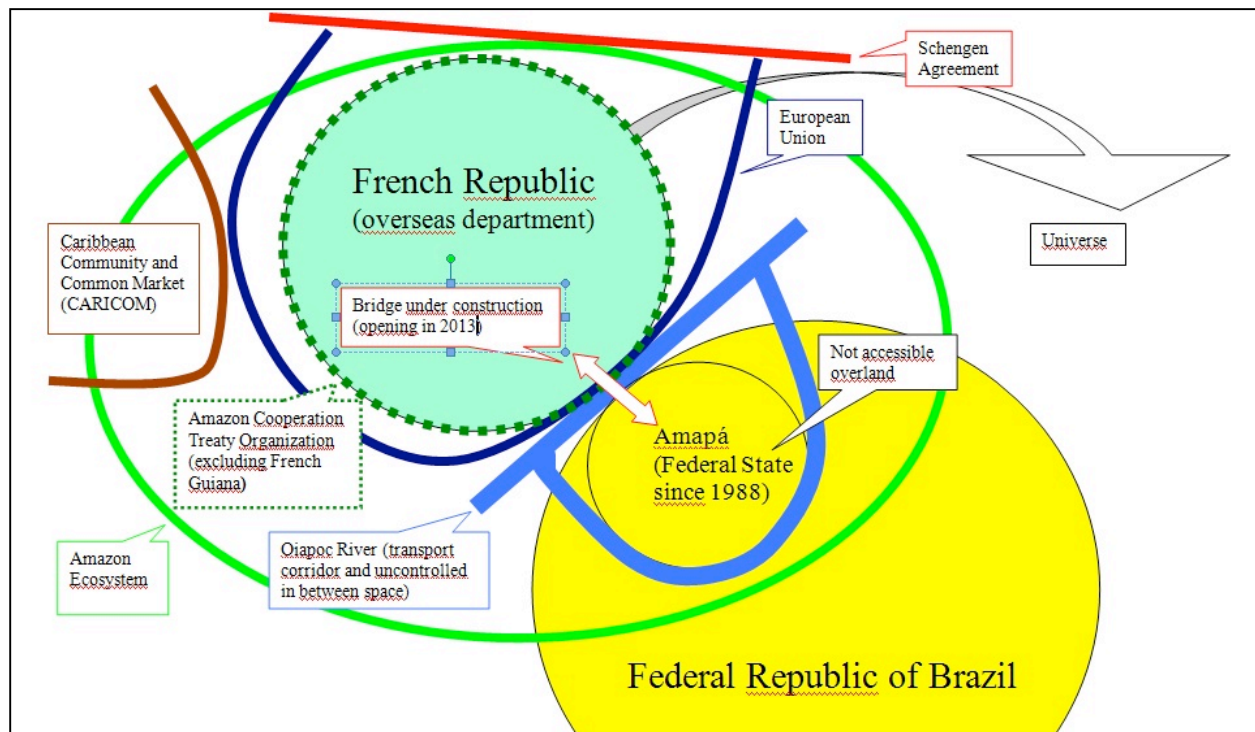 Schengen
Agreement
European
Union
French Republic
(overseas department)
Universe
Caribbean
Community and
Common Market
(CARICOM)
Bridge under construction
(opening in 2013)
Not accessible
overland
Amazon Cooperation
Treaty Organization
(excluding French
Guiana)
Amapá
(Federal State
since 1988)
Amazon
Ecosystem
Oiapoc River (transport
corridor and uncontrolled
in between space)
Federal Republic of Brazil